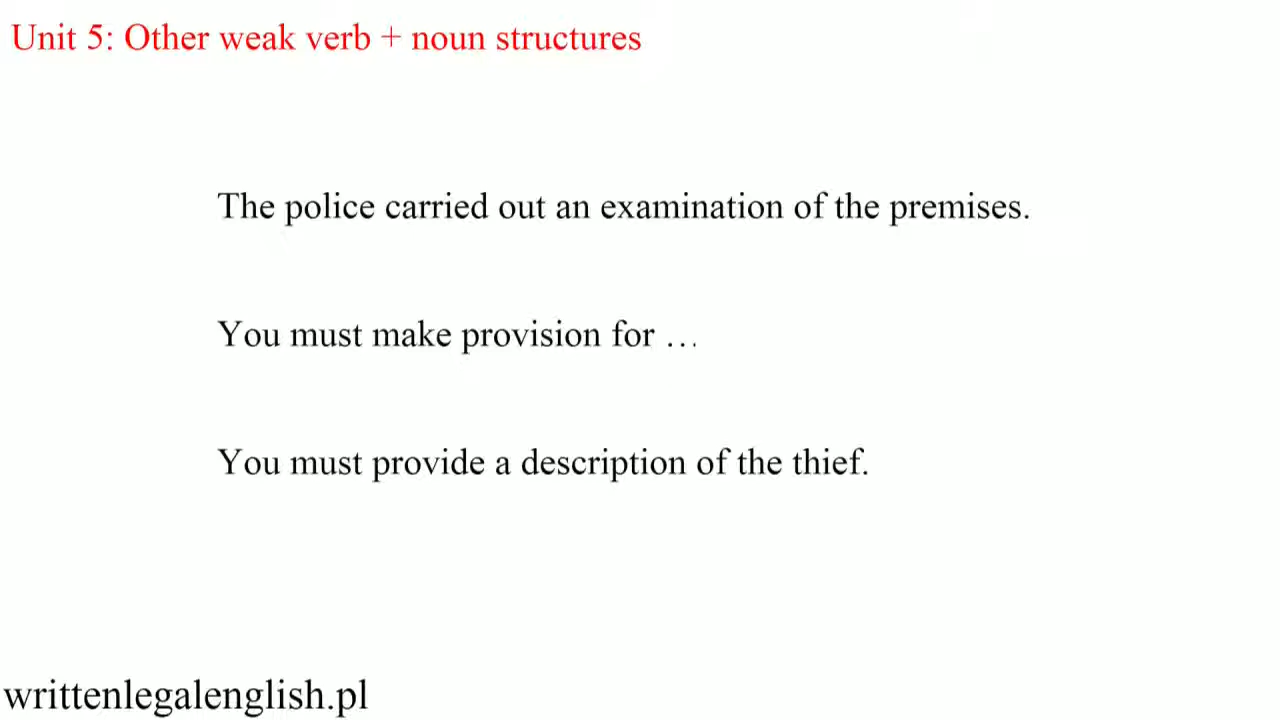 Unit 5: Other weak verb + noun structures
The police carried out an examination of the premises.
You must make provision for …
You must provide a description of the thief.
writtenlegalenglish.pl